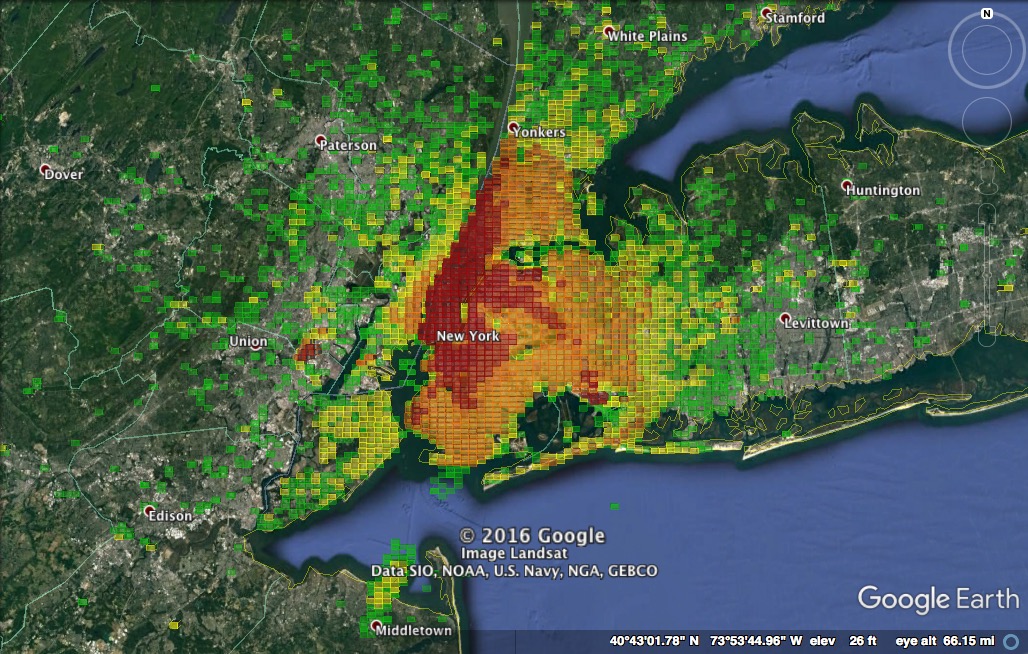 Stamford
White Plains
N
Yonkers
Paterson
Dover
Huntington
Levittown
New York
Union
Edison
© 2016 Google
Image Landsat
Data SIO, NOAA, U.S. Navy, NGA, GEBCO
Google Earth
Middletown
40°43'01.78" N 73°53'44.96" W elev 26 ft eye alt 66.15 mi